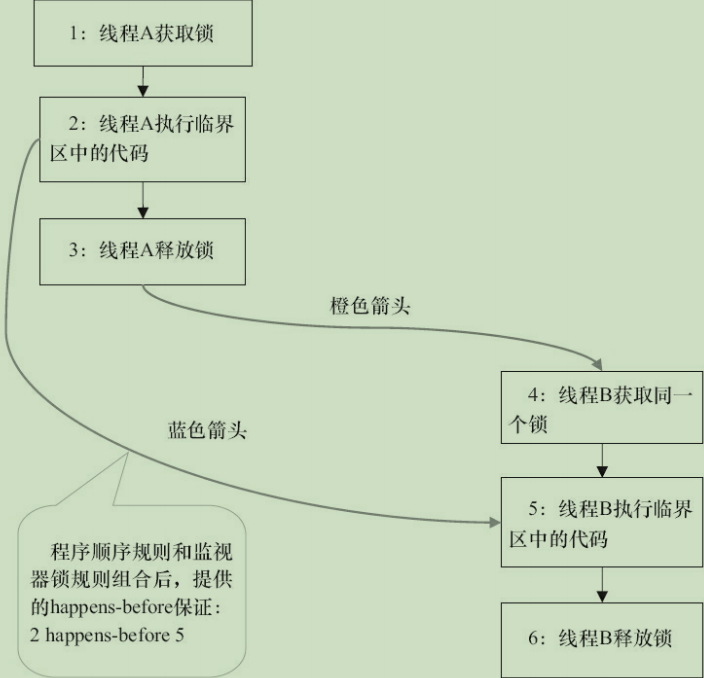 1：线程A获取锁
2：线程A执行临界
区中的代码
3：线程A释放锁
橙色箭头
4：线程B获取同一
个锁
蓝色箭头
5：线程B执行临界
区中的代码
程序顺序规则和监视
器锁规则组合后，提供
的happens-before保证：
2 happens-before 5
6：线程B释放锁